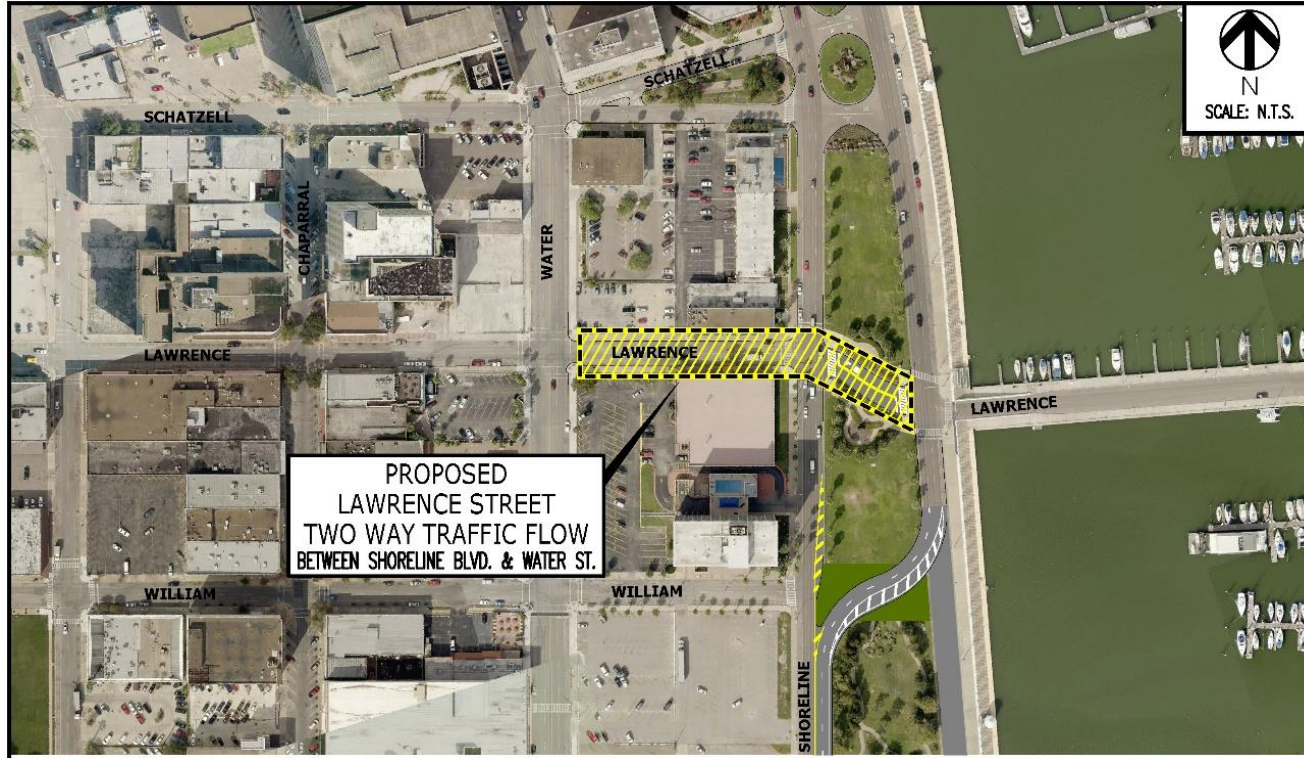 N
SCALE: N.T.S.
SCHATZELL
SCHATZELL
CHAPARRAL
WATER
LAWRENCE
LAWRENCE
LAWRENCE
PROPOSED
LAWRENCE STREET
TWO WAY TRAFFIC FLOW
BETWEEN SHORELINE BLVD. & WATER ST.
WILLIAM
WILLIAM
SHORELINE